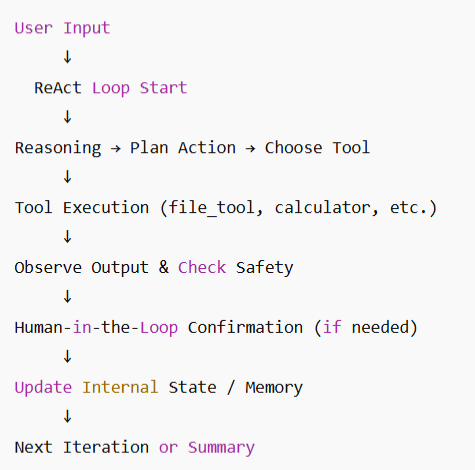 User Input
↓
ReAct Loop Start
↓
Reasoning → Plan Action → Choose Tool
↓
Tool Execution (file_tool, calculator, etc.)
↓
Observe Output & Check Safety
↓
Human-in-the-Loop Confirmation (if needed)
↓
Update Internal State / Memory
↓
Next Iteration or Summary